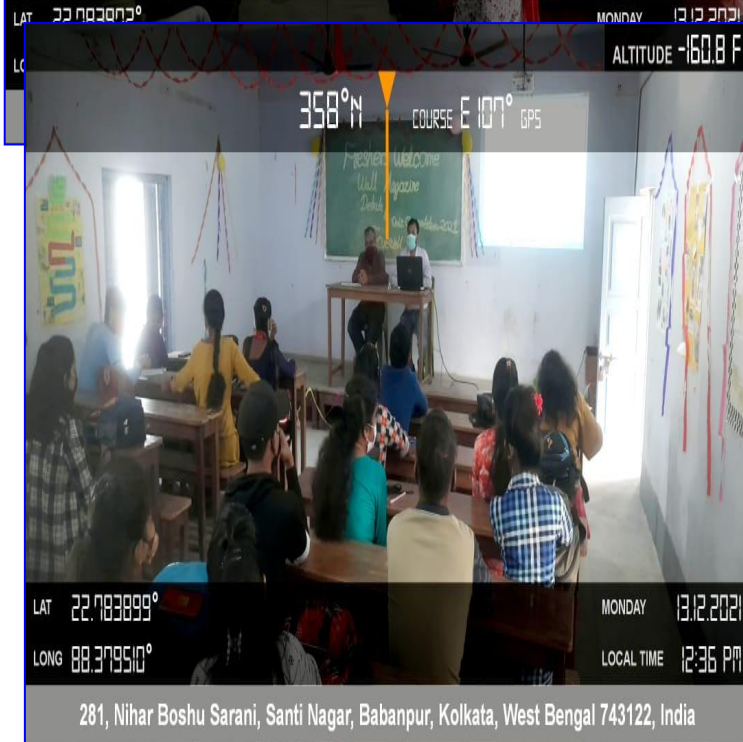 LAT 22.783902°
MONDAY 13.12.2021
ALTITUDE -160.8 F
358°N COURSE E 107° GPS
Freshers Welcome
Wall Magazine
Debate
LAT 22.783899°
MONDAY 13.12.2021
LONG 88.379510°
LOCAL TIME 12:36 PM
281, Nihar Boshu Sarani, Santi Nagar, Babanpur, Kolkata, West Bengal 743122, India